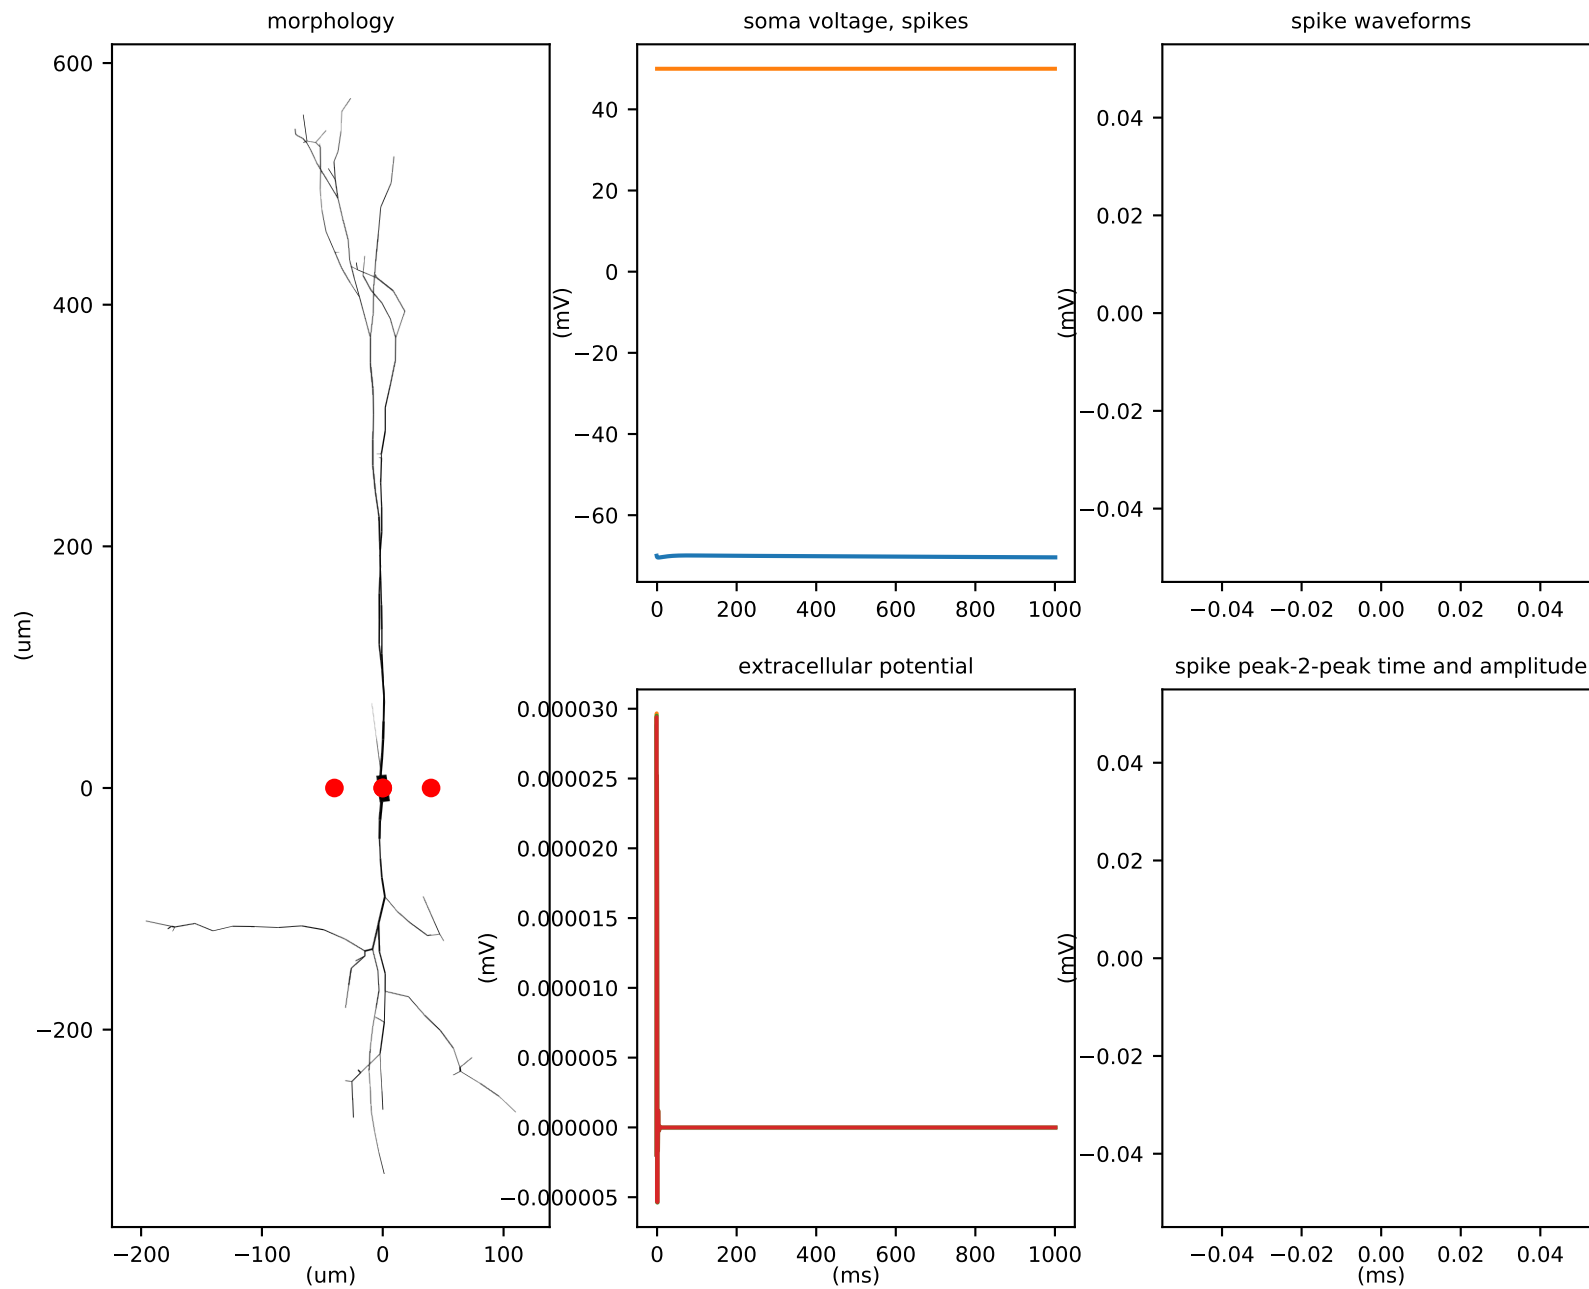 morphology
600
400
200
0
−200
(um)
−200 −100 0 100
(um)
soma voltage, spikes
40
20
0
−20
−40
−60
(mV)
0 200 400 600 800 1000
spike waveforms
0.04
0.02
0.00
−0.02
−0.04
(mV)
−0.04 −0.02 0.00 0.02 0.04
extracellular potential
0.000030
0.000025
0.000020
0.000015
0.000010
0.000005
0.000000
−0.000005
(mV)
0 200 400 600 800 1000
(ms)
spike peak-2-peak time and amplitude
0.04
0.02
0.00
−0.02
−0.04
(mV)
−0.04 −0.02 0.00 0.02 0.04
(ms)